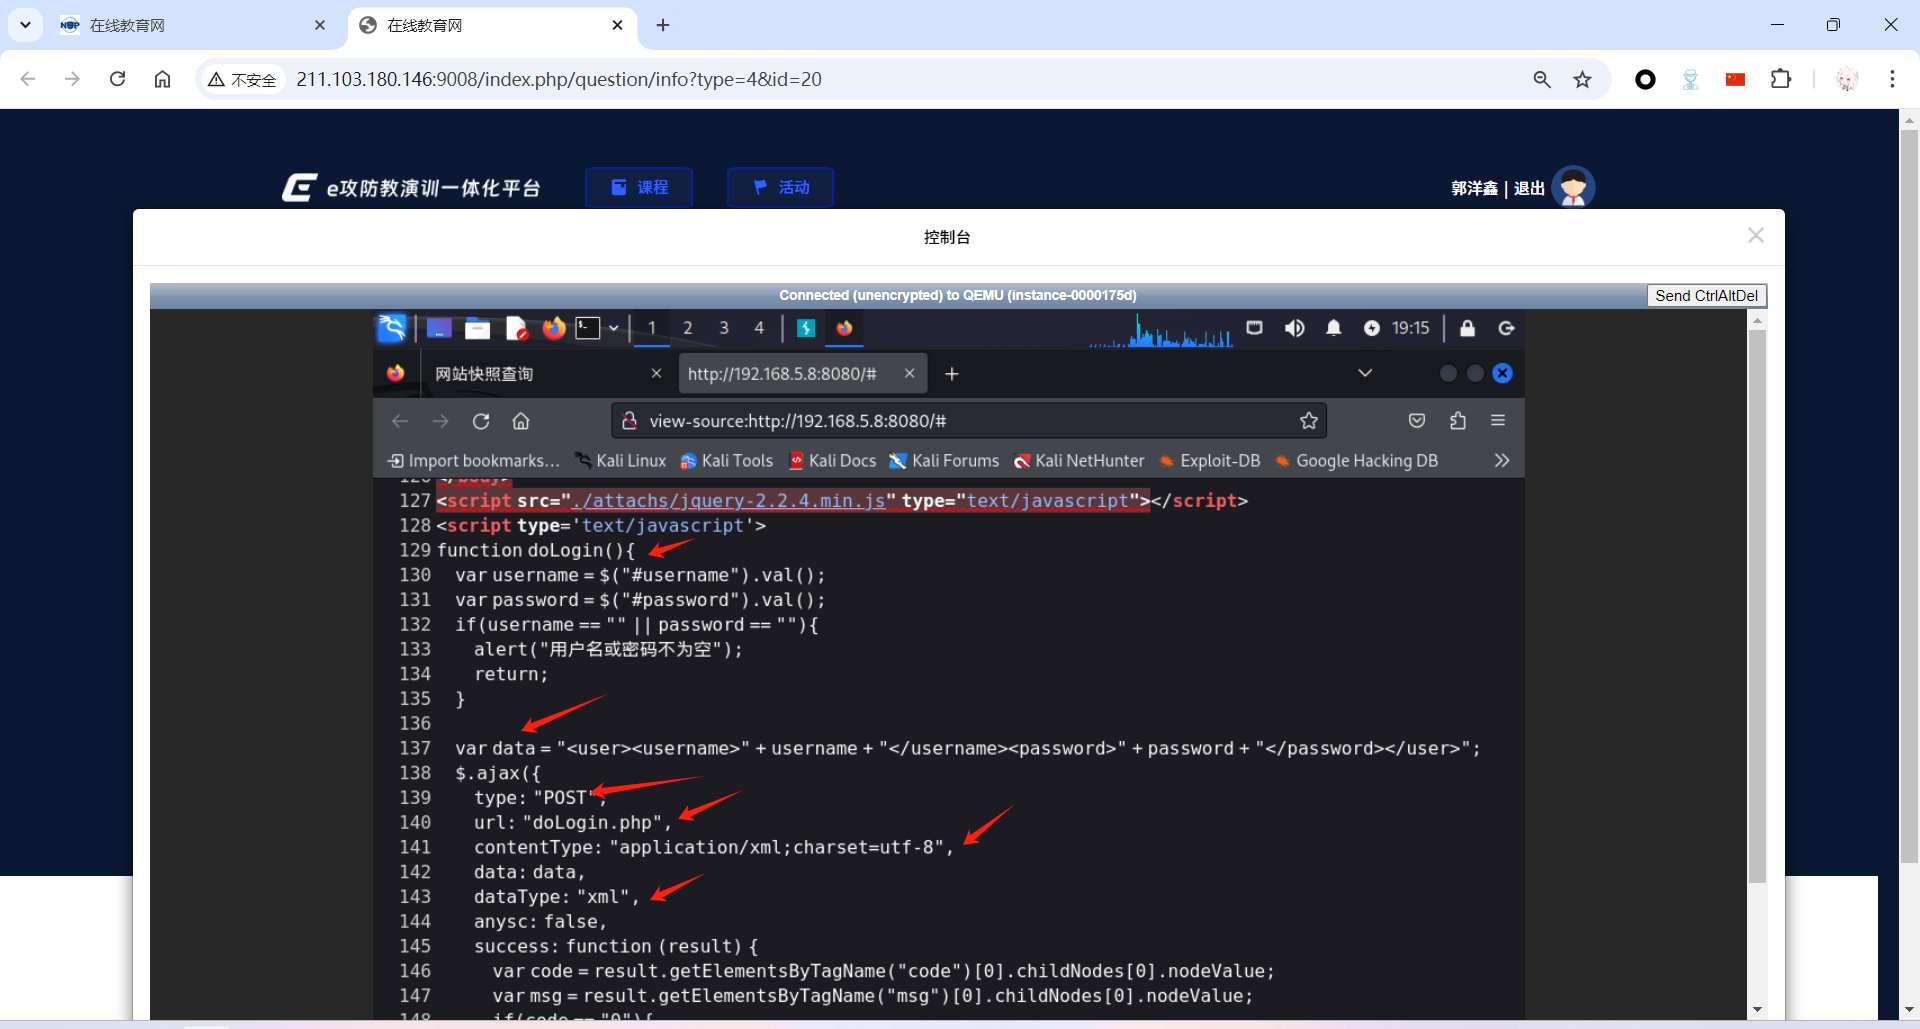 在线教育网
在线教育网
不安全
211.103.180.146:9008/index.php/question/info?type=4&id=20
e攻防教演训一体化平台
课程
活动
郭洋鑫 | 退出
控制台
Connected (unencrypted) to QEMU (instance-0000175d)
Send CtrlAltDel
1 2 3 4
19:15
网站快照查询
http://192.168.5.8:8080/#
view-source:http://192.168.5.8:8080/#
Import bookmarks... Kali Linux Kali Tools Kali Docs Kali Forums Kali NetHunter Exploit-DB Google Hacking DB
126 </body>
127 <script src="./attachs/jquery-2.2.4.min.js" type="text/javascript"></script>
128 <script type='text/javascript'>
129 function doLogin(){
130 var username = $("#username").val();
131 var password = $("#password").val();
132 if(username == "" || password == ""){
133 alert("用户名或密码不为空");
134 return;
135 }
136
137 var data = "<user><username>" + username + "</username><password>" + password + "</password></user>";
138 $.ajax({
139 type: "POST",
140 url: "doLogin.php",
141 contentType: "application/xml;charset=utf-8",
142 data: data,
143 dataType: "xml",
144 anysc: false,
145 success: function (result) {
146 var code = result.getElementsByTagName("code")[0].childNodes[0].nodeValue;
147 var msg = result.getElementsByTagName("msg")[0].childNodes[0].nodeValue;
148 if(code == "0"){